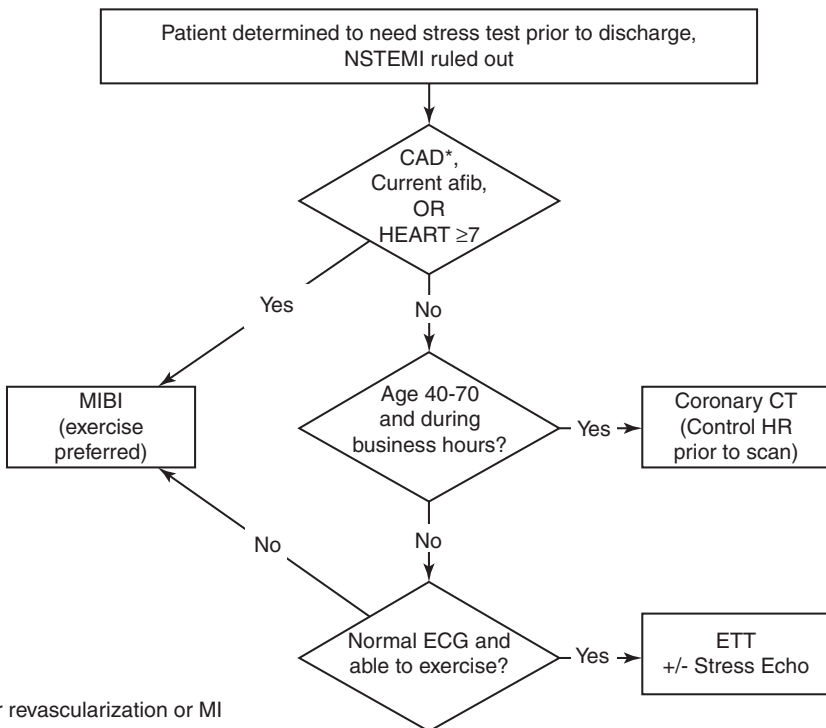 Patient determined to need stress test prior to discharge,
NSTEMI ruled out
CAD*,
Current afib,
OR
HEART ≥7
Yes
No
MIBI
(exercise
preferred)
Age 40-70
and during
business hours?
Yes
Coronary CT
(Control HR
prior to scan)
No
No
Normal ECG and
able to exercise?
Yes
ETT
+/- Stress Echo
revascularization or MI